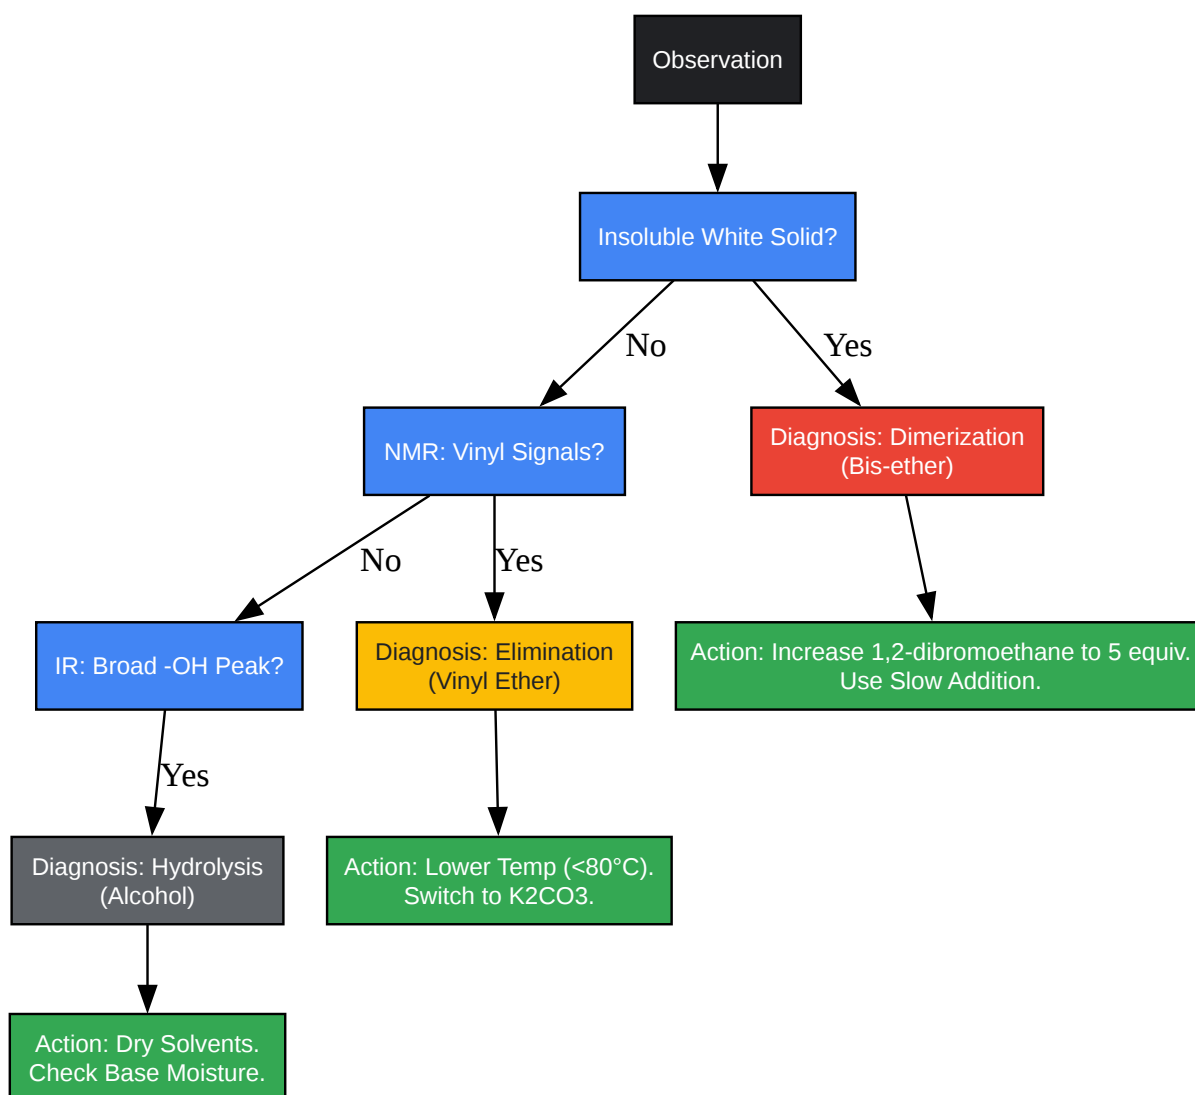 Observation
Insoluble White Solid?
No
Yes
NMR: Vinyl Signals?
Diagnosis: Dimerization
(Bis-ether)
No
Yes
IR: Broad -OH Peak?
Diagnosis: Elimination
(Vinyl Ether)
Action: Increase 1,2-dibromoethane to 5 equiv.
Use Slow Addition.
Yes
Diagnosis: Hydrolysis
(Alcohol)
Action: Lower Temp (<80°C).
Switch to K2CO3.
Action: Dry Solvents.
Check Base Moisture.